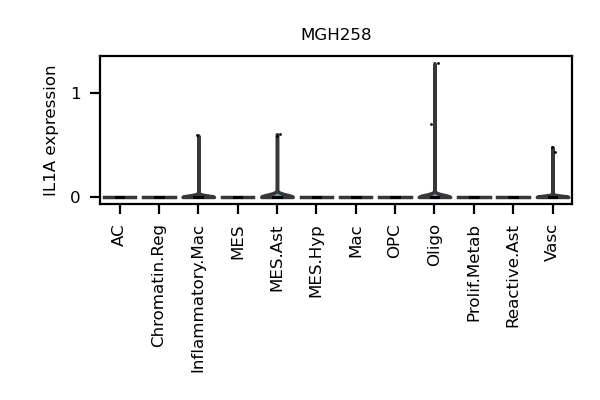 MGH258
IL1A expression
1
0
AC
Chromatin.Reg
Inflammatory.Mac
MES
MES.Ast
MES.Hyp
Mac
OPC
Oligo
Prolif.Metab
Reactive.Ast
Vasc